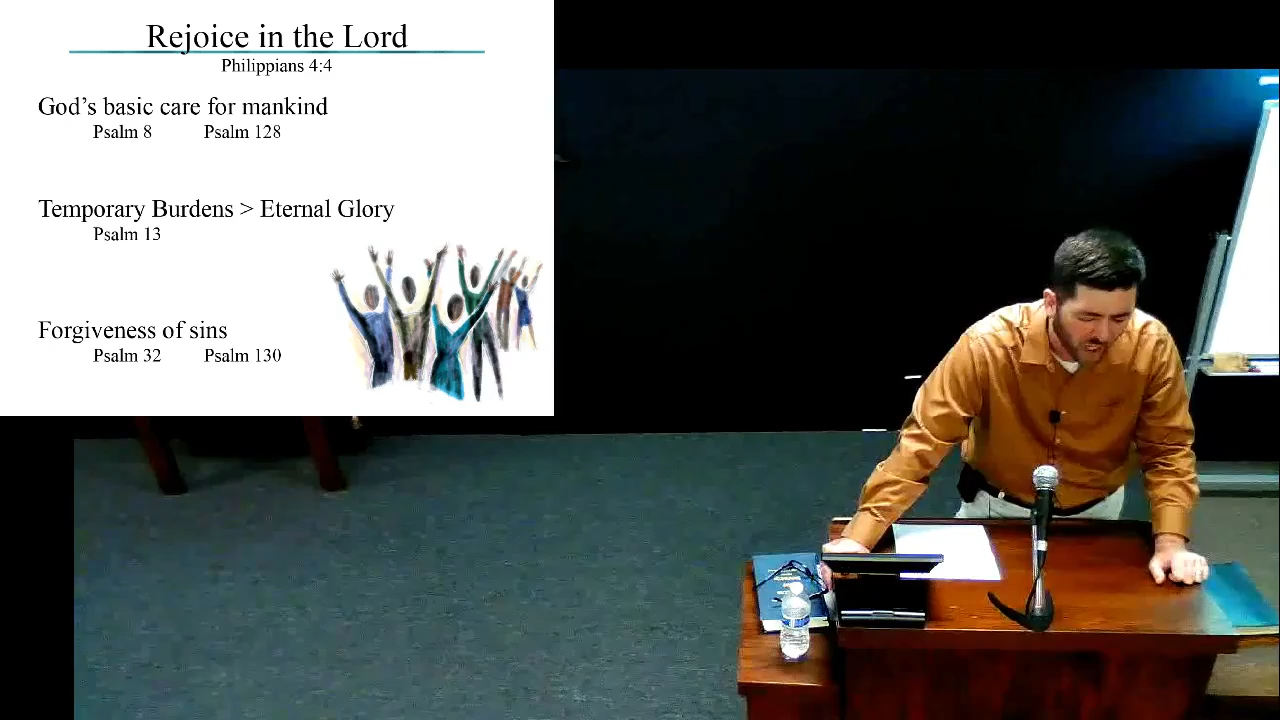 Rejoice in the Lord
Philippians 4:4
God's basic care for mankind
Psalm 8 Psalm 128
Temporary Burdens > Eternal Glory
Psalm 13
Forgiveness of sins
Psalm 32 Psalm 130